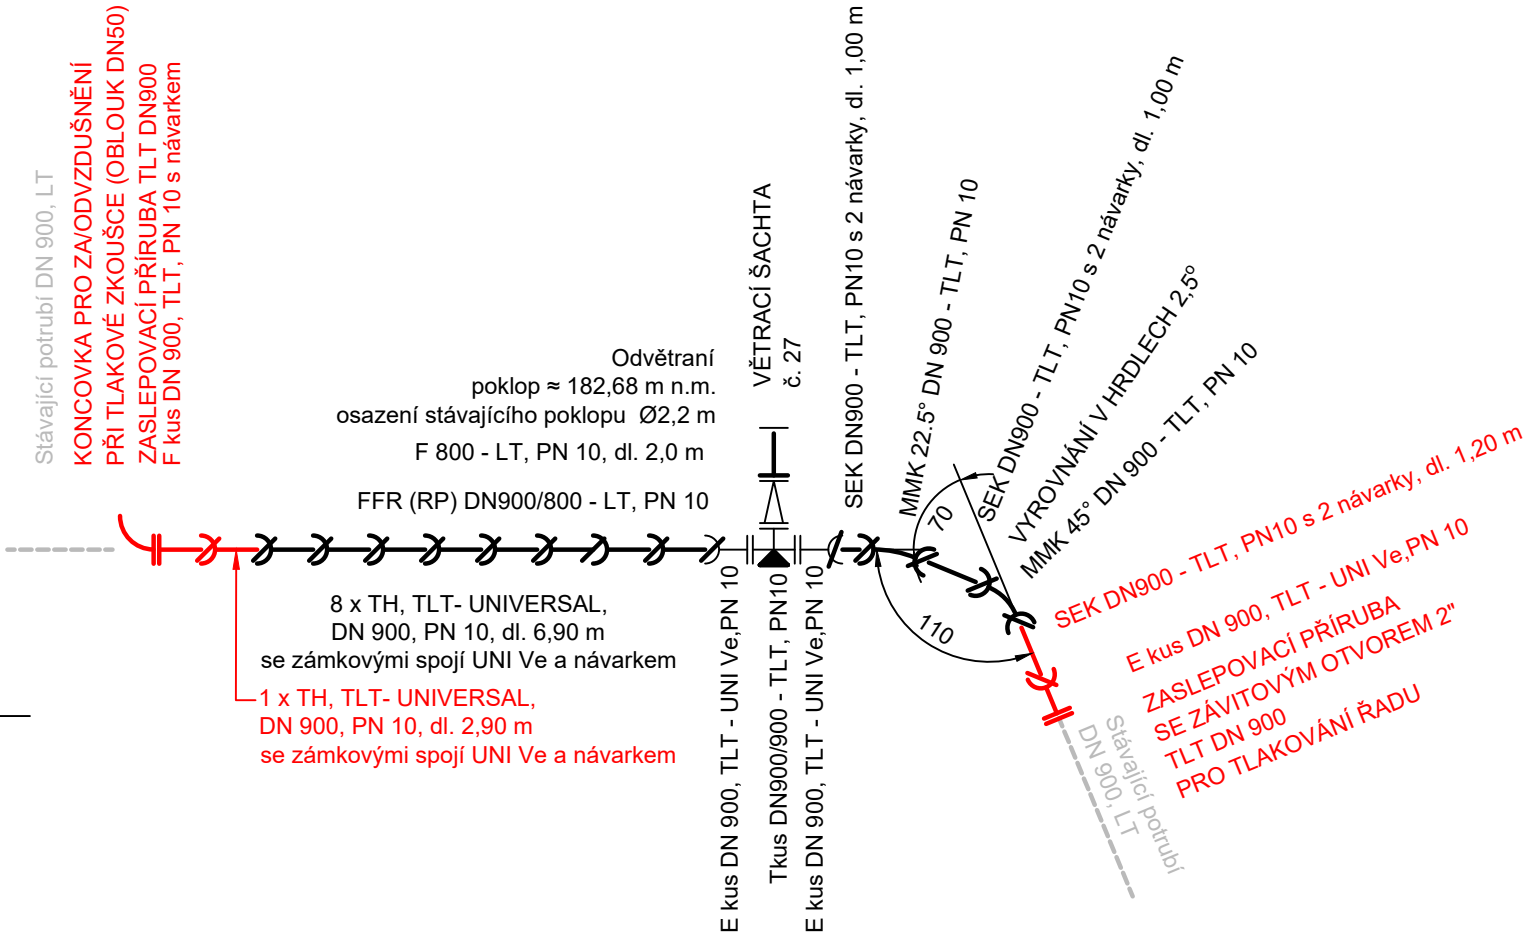 Stávající potrubí DN 900, LT
KONCOVKA PRO ZA/ODVZDUŠNĚNÍ
PŘI TLAKOVÉ ZKOUŠCE (OBLOUK DN50)
ZASLEPOVACÍ PŘÍRUBA TLT DN900
F kus DN 900, TLT, PN 10 s návarkem
Odvětraní
poklop ≈ 182,68 m n.m.
osazení stávajícího poklopu Ø2,2 m
F 800 - LT, PN 10, dl. 2,0 m
FFR (RP) DN900/800 - LT, PN 10
VĚTRACÍ ŠACHTA
č. 27
SEK DN900 - TLT, PN10 s 2 návarky, dl. 1,00 m
MMK 22.5° DN 900 - TLT, PN 10
SEK DN900 - TLT, PN10 s 2 návarky, dl. 1,00 m
VYROVNÁNÍ V HRDLECH 2,5º
MMK 45° DN 900 - TLT, PN 10
70
110
SEK DN900 - TLT, PN10 s 2 návarky, dl. 1,20 m
E kus DN 900, TLT - UNI Ve,PN 10
ZASLEPOVACÍ PŘÍRUBA
SE ZÁVITOVÝM OTVOREM 2"
TLT DN 900
PRO TLAKOVÁNÍ ŘADU
Stávající potrubí
DN 900, LT
8 x TH, TLT- UNIVERSAL,
DN 900, PN 10, dl. 6,90 m
se zámkovými spojí UNI Ve a návarkem
1 x TH, TLT- UNIVERSAL,
DN 900, PN 10, dl. 2,90 m
se zámkovými spojí UNI Ve a návarkem
E kus DN 900, TLT - UNI Ve,PN 10
Tkus DN900/900 - TLT, PN10
E kus DN 900, TLT - UNI Ve,PN 10